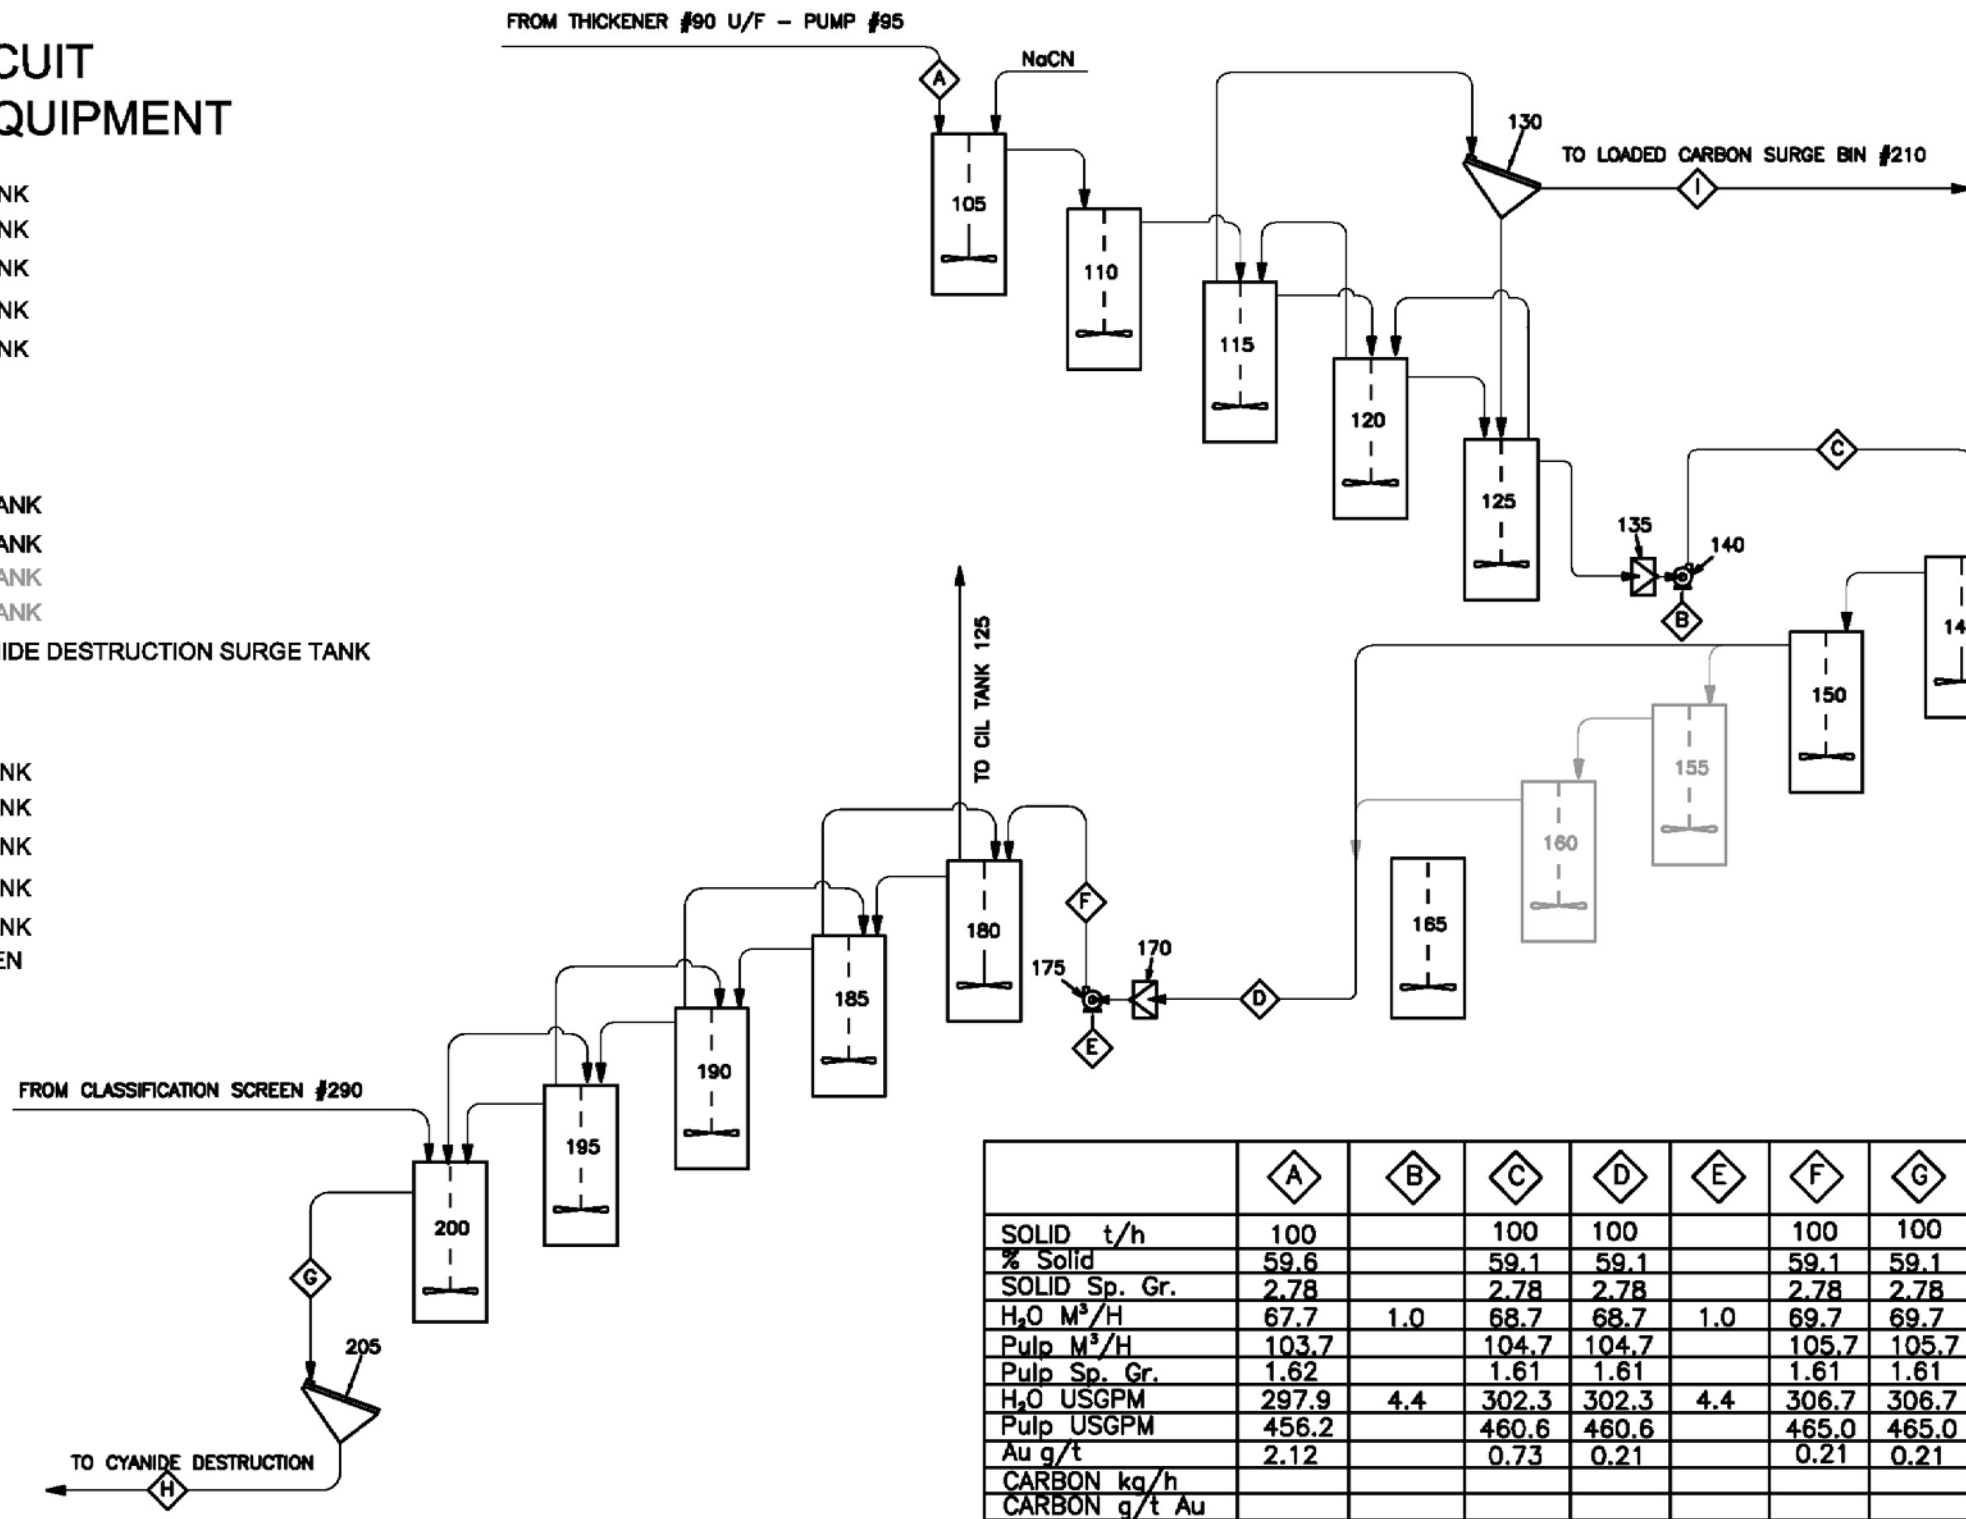 FROM THICKENER #90 U/F - PUMP #95
CUIT
QUIPMENT
NaCN
A
130
TO LOADED CARBON SURGE BIN #210
I
105
110
115
120
125
NK
NK
NK
NK
NK
C
135
140
B
ANK
ANK
ANK
ANK
IDE DESTRUCTION SURGE TANK
TO CIL TANK 125
14
150
155
160
165
NK
NK
NK
NK
NK
EN
180
F
170
175
D
E
185
190
195
FROM CLASSIFICATION SCREEN #290
200
G
205
TO CYANIDE DESTRUCTION
H
A B C D E F G
SOLID t/h 100 100 100 100 100
% Solid 59.6 59.1 59.1 59.1 59.1
SOLID Sp. Gr. 2.78 2.78 2.78 2.78 2.78
H₂O M³/H 67.7 1.0 68.7 68.7 1.0 69.7 69.7
Pulp M³/H 103.7 104.7 104.7 105.7 105.7
Pulp Sp. Gr. 1.62 1.61 1.61 1.61 1.61
H₂O USGPM 297.9 4.4 302.3 302.3 4.4 306.7 306.7
Pulp USGPM 456.2 460.6 460.6 465.0 465.0
Au g/t 2.12 0.73 0.21 0.21 0.21
CARBON kg/h
CARBON g/t Au